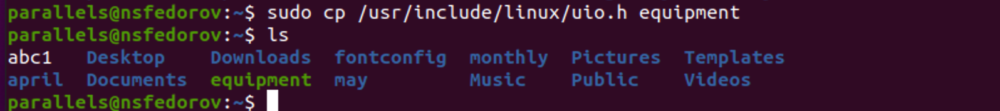 parallels@nsfedorov:~$ sudo cp /usr/include/linux/uio.h equipment
parallels@nsfedorov:~$ ls
abc1 Desktop Downloads fontconfig monthly Pictures Templates
april Documents equipment may Music Public Videos
parallels@nsfedorov:~$